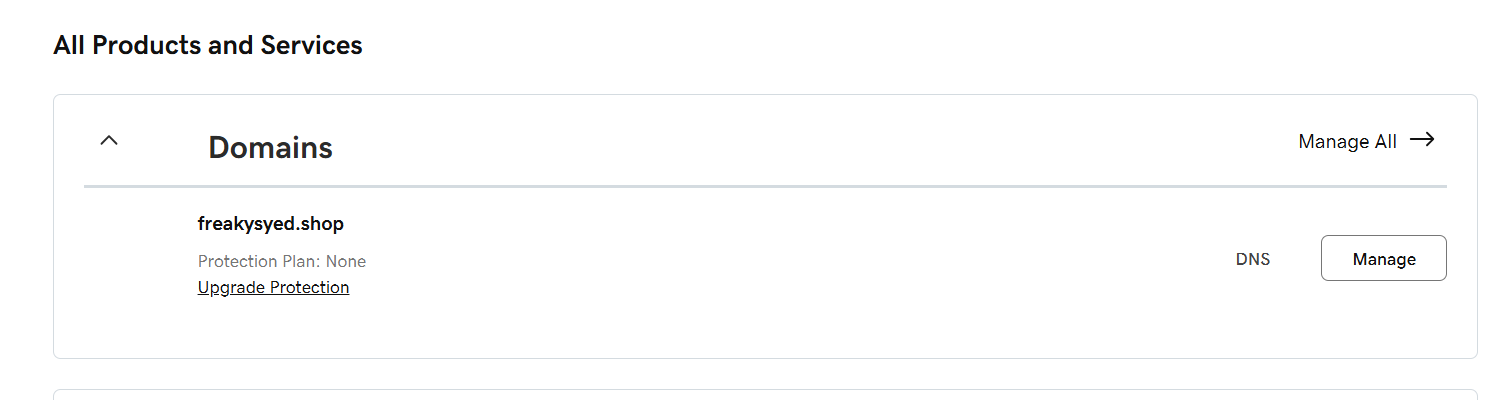 All Products and Services
Domains
Manage All
freakysyed.shop
Protection Plan: None
Upgrade Protection
DNS
Manage